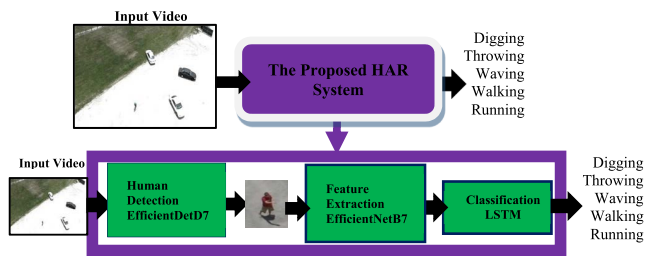 Input Video
The Proposed HAR
System
Digging
Throwing
Waving
Walking
Running
Input Video
Human
Detection
EfficientDetD7
Feature
Extraction
EfficientNetB7
Classification
LSTM
Digging
Throwing
Waving
Walking
Running